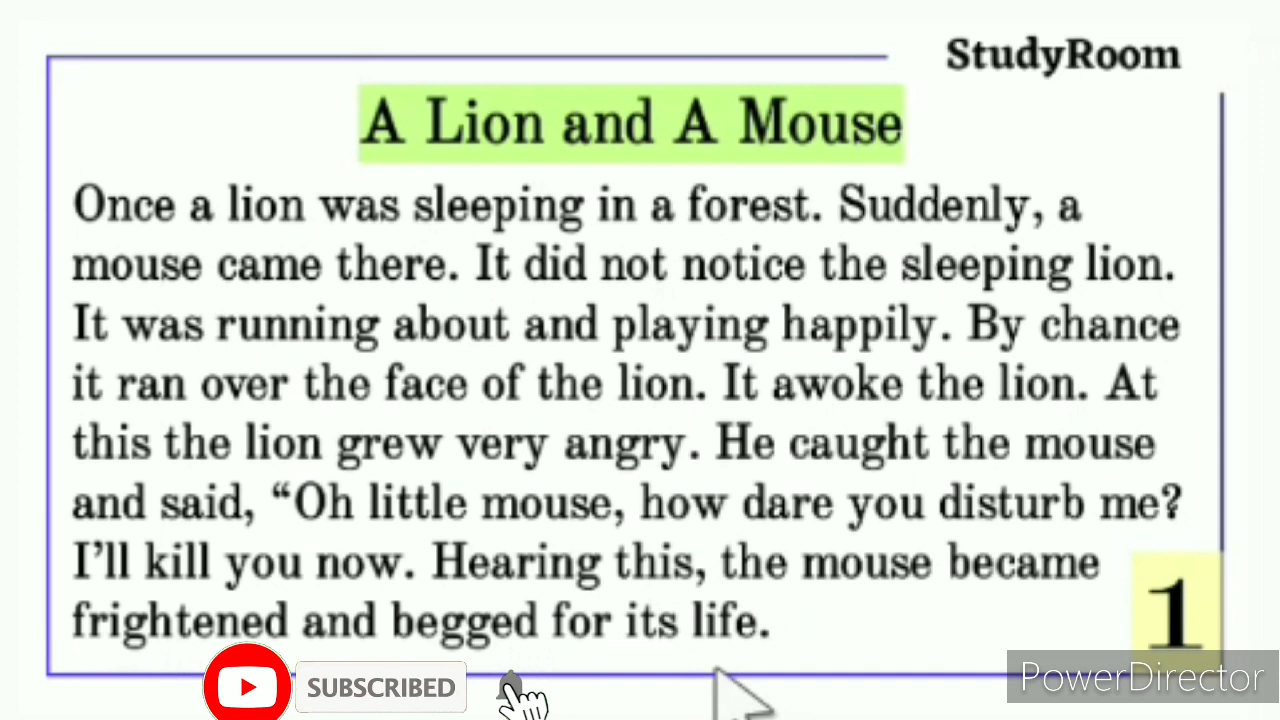 StudyRoom
A Lion and A Mouse
Once a lion was sleeping in a forest. Suddenly, a
mouse came there. It did not notice the sleeping lion.
It was running about and playing happily. By chance
it ran over the face of the lion. It awoke the lion. At
this the lion grew very angry. He caught the mouse
and said, “Oh little mouse, how dare you disturb me?
I’ll kill you now. Hearing this, the mouse became
frightened and begged for its life.
1
SUBSCRIBED
PowerDirector